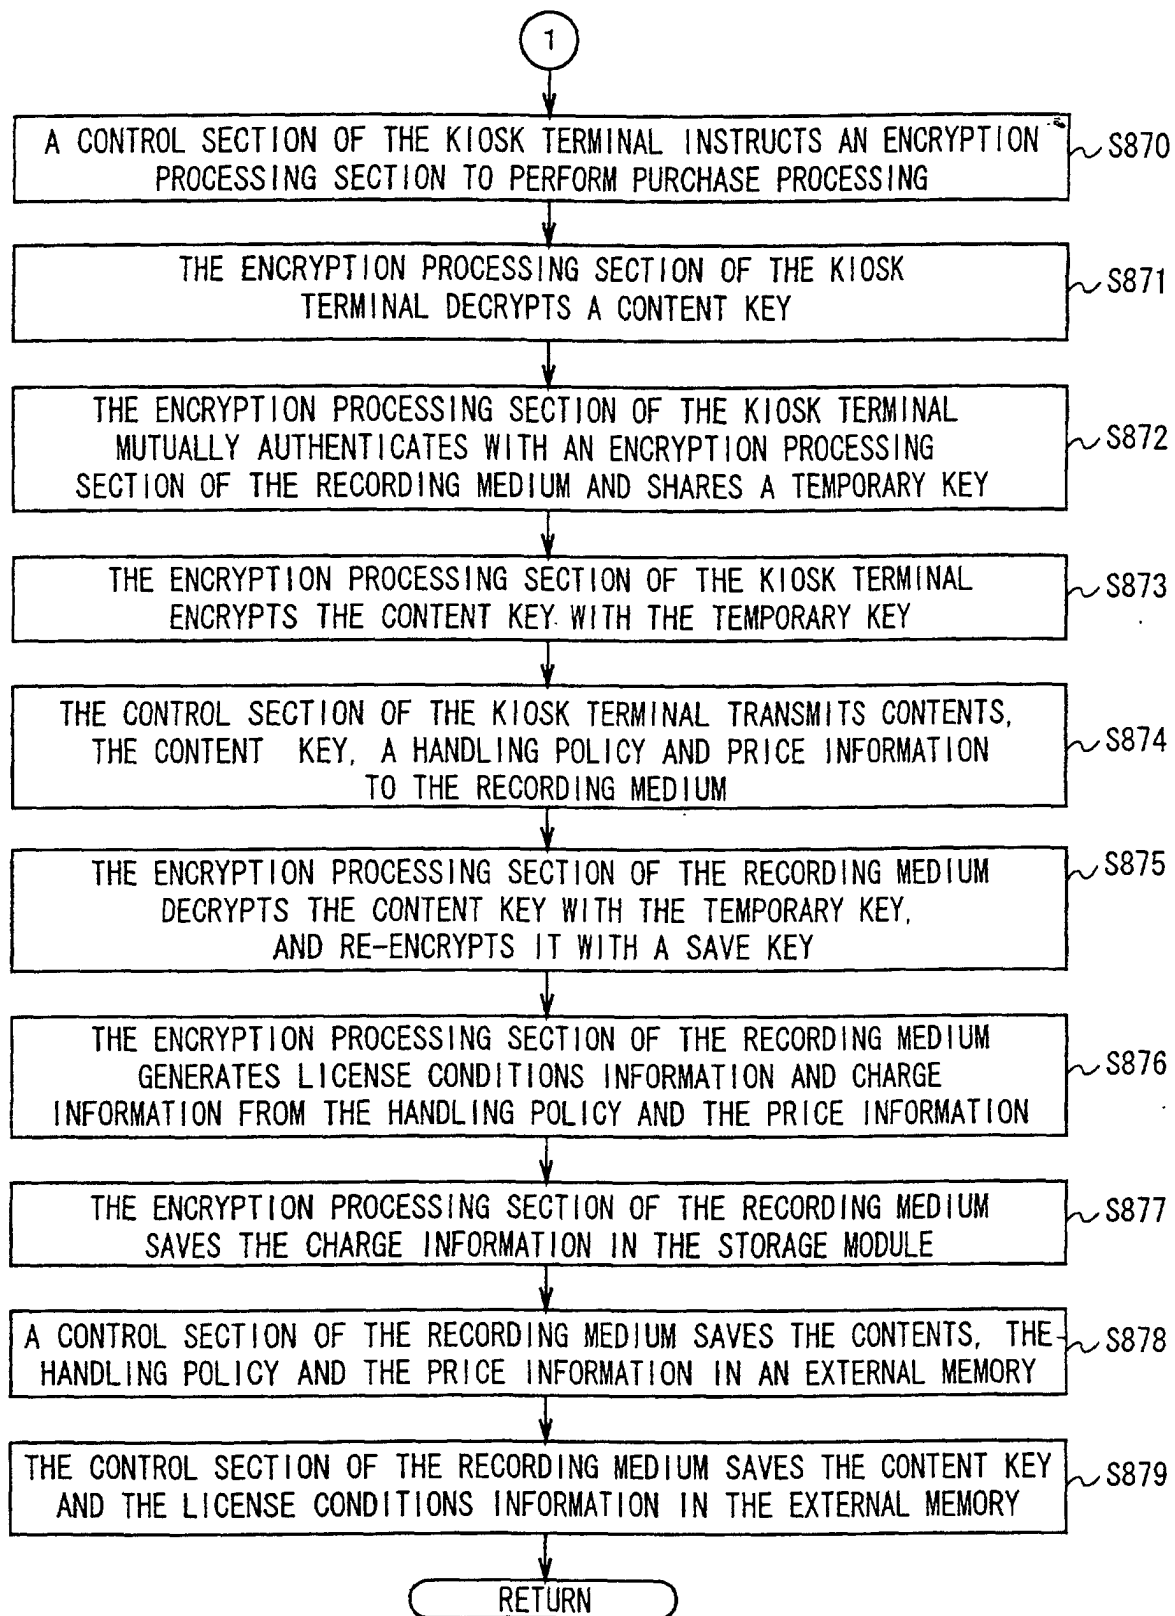 1
A CONTROL SECTION OF THE KIOSK TERMINAL INSTRUCTS AN ENCRYPTION
PROCESSING SECTION TO PERFORM PURCHASE PROCESSING
S870
THE ENCRYPTION PROCESSING SECTION OF THE KIOSK
TERMINAL DECRYPTS A CONTENT KEY
S871
THE ENCRYPTION PROCESSING SECTION OF THE KIOSK TERMINAL
MUTUALLY AUTHENTICATES WITH AN ENCRYPTION PROCESSING
SECTION OF THE RECORDING MEDIUM AND SHARES A TEMPORARY KEY
S872
THE ENCRYPTION PROCESSING SECTION OF THE KIOSK TERMINAL
ENCRYPTS THE CONTENT KEY WITH THE TEMPORARY KEY
S873
THE CONTROL SECTION OF THE KIOSK TERMINAL TRANSMITS CONTENTS,
THE CONTENT KEY, A HANDLING POLICY AND PRICE INFORMATION
TO THE RECORDING MEDIUM
S874
THE ENCRYPTION PROCESSING SECTION OF THE RECORDING MEDIUM
DECRYPTS THE CONTENT KEY WITH THE TEMPORARY KEY,
AND RE-ENCRYPTS IT WITH A SAVE KEY
S875
THE ENCRYPTION PROCESSING SECTION OF THE RECORDING MEDIUM
GENERATES LICENSE CONDITIONS INFORMATION AND CHARGE
INFORMATION FROM THE HANDLING POLICY AND THE PRICE INFORMATION
S876
THE ENCRYPTION PROCESSING SECTION OF THE RECORDING MEDIUM
SAVES THE CHARGE INFORMATION IN THE STORAGE MODULE
S877
A CONTROL SECTION OF THE RECORDING MEDIUM SAVES THE CONTENTS, THE
HANDLING POLICY AND THE PRICE INFORMATION IN AN EXTERNAL MEMORY
S878
THE CONTROL SECTION OF THE RECORDING MEDIUM SAVES THE CONTENT KEY
AND THE LICENSE CONDITIONS INFORMATION IN THE EXTERNAL MEMORY
S879
RETURN